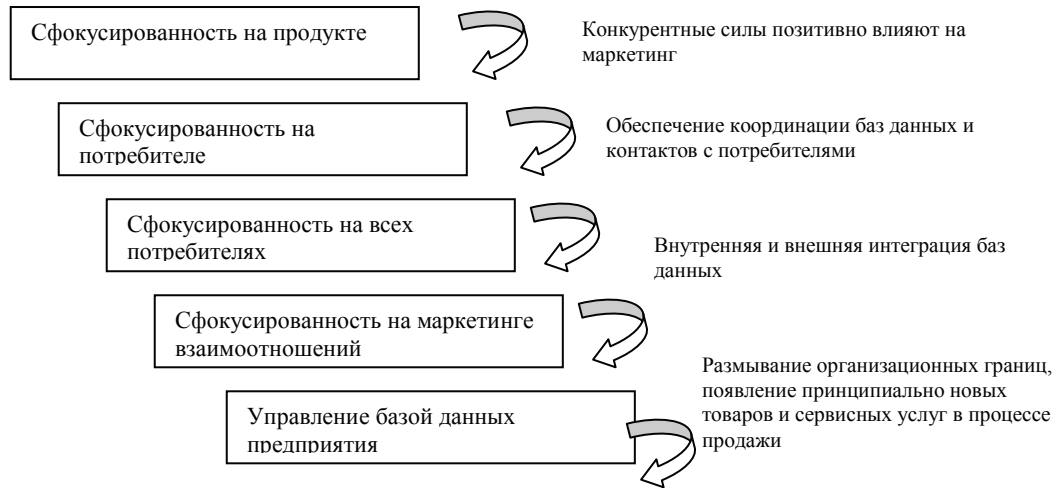 Сфокусированность на продукте
Конкурентные силы позитивно влияют на
маркетинг
Сфокусированность на
потребителе
Обеспечение координации баз данных и
контактов с потребителями
Сфокусированность на всех
потребителях
Внутренняя и внешняя интеграция баз
данных
Сфокусированность на маркетинге
взаимоотношений
Размывание организационных границ,
появление принципиально новых
товаров и сервисных услуг в процессе
продажи
Управление базой данных
предприятия